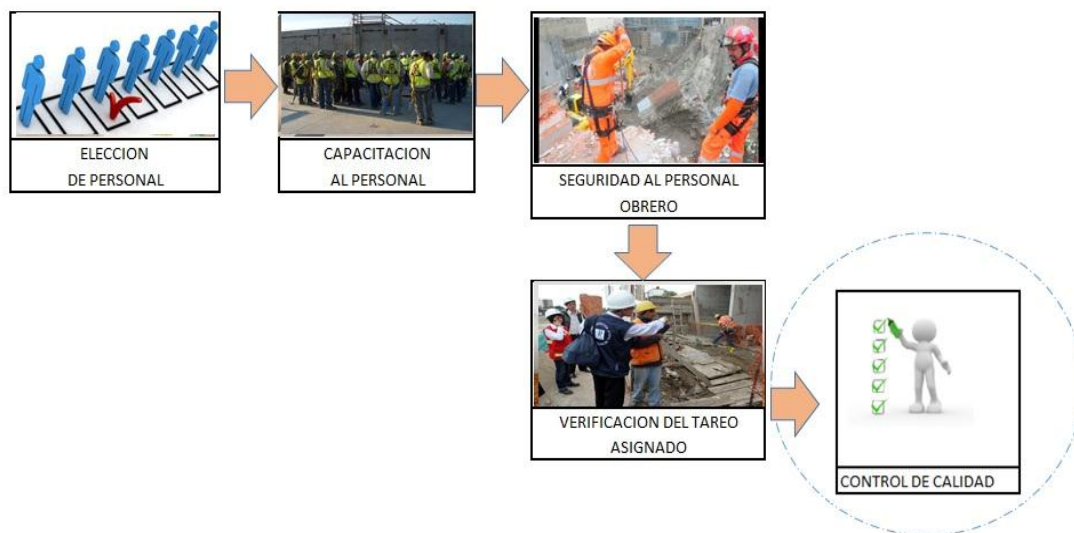 ELECCION
DE PERSONAL
CAPACITACION
AL PERSONAL
SEGURIDAD AL PERSONAL
OBRERO
VERIFICACION DEL TAREO
ASIGNADO
CONTROL DE CALIDAD